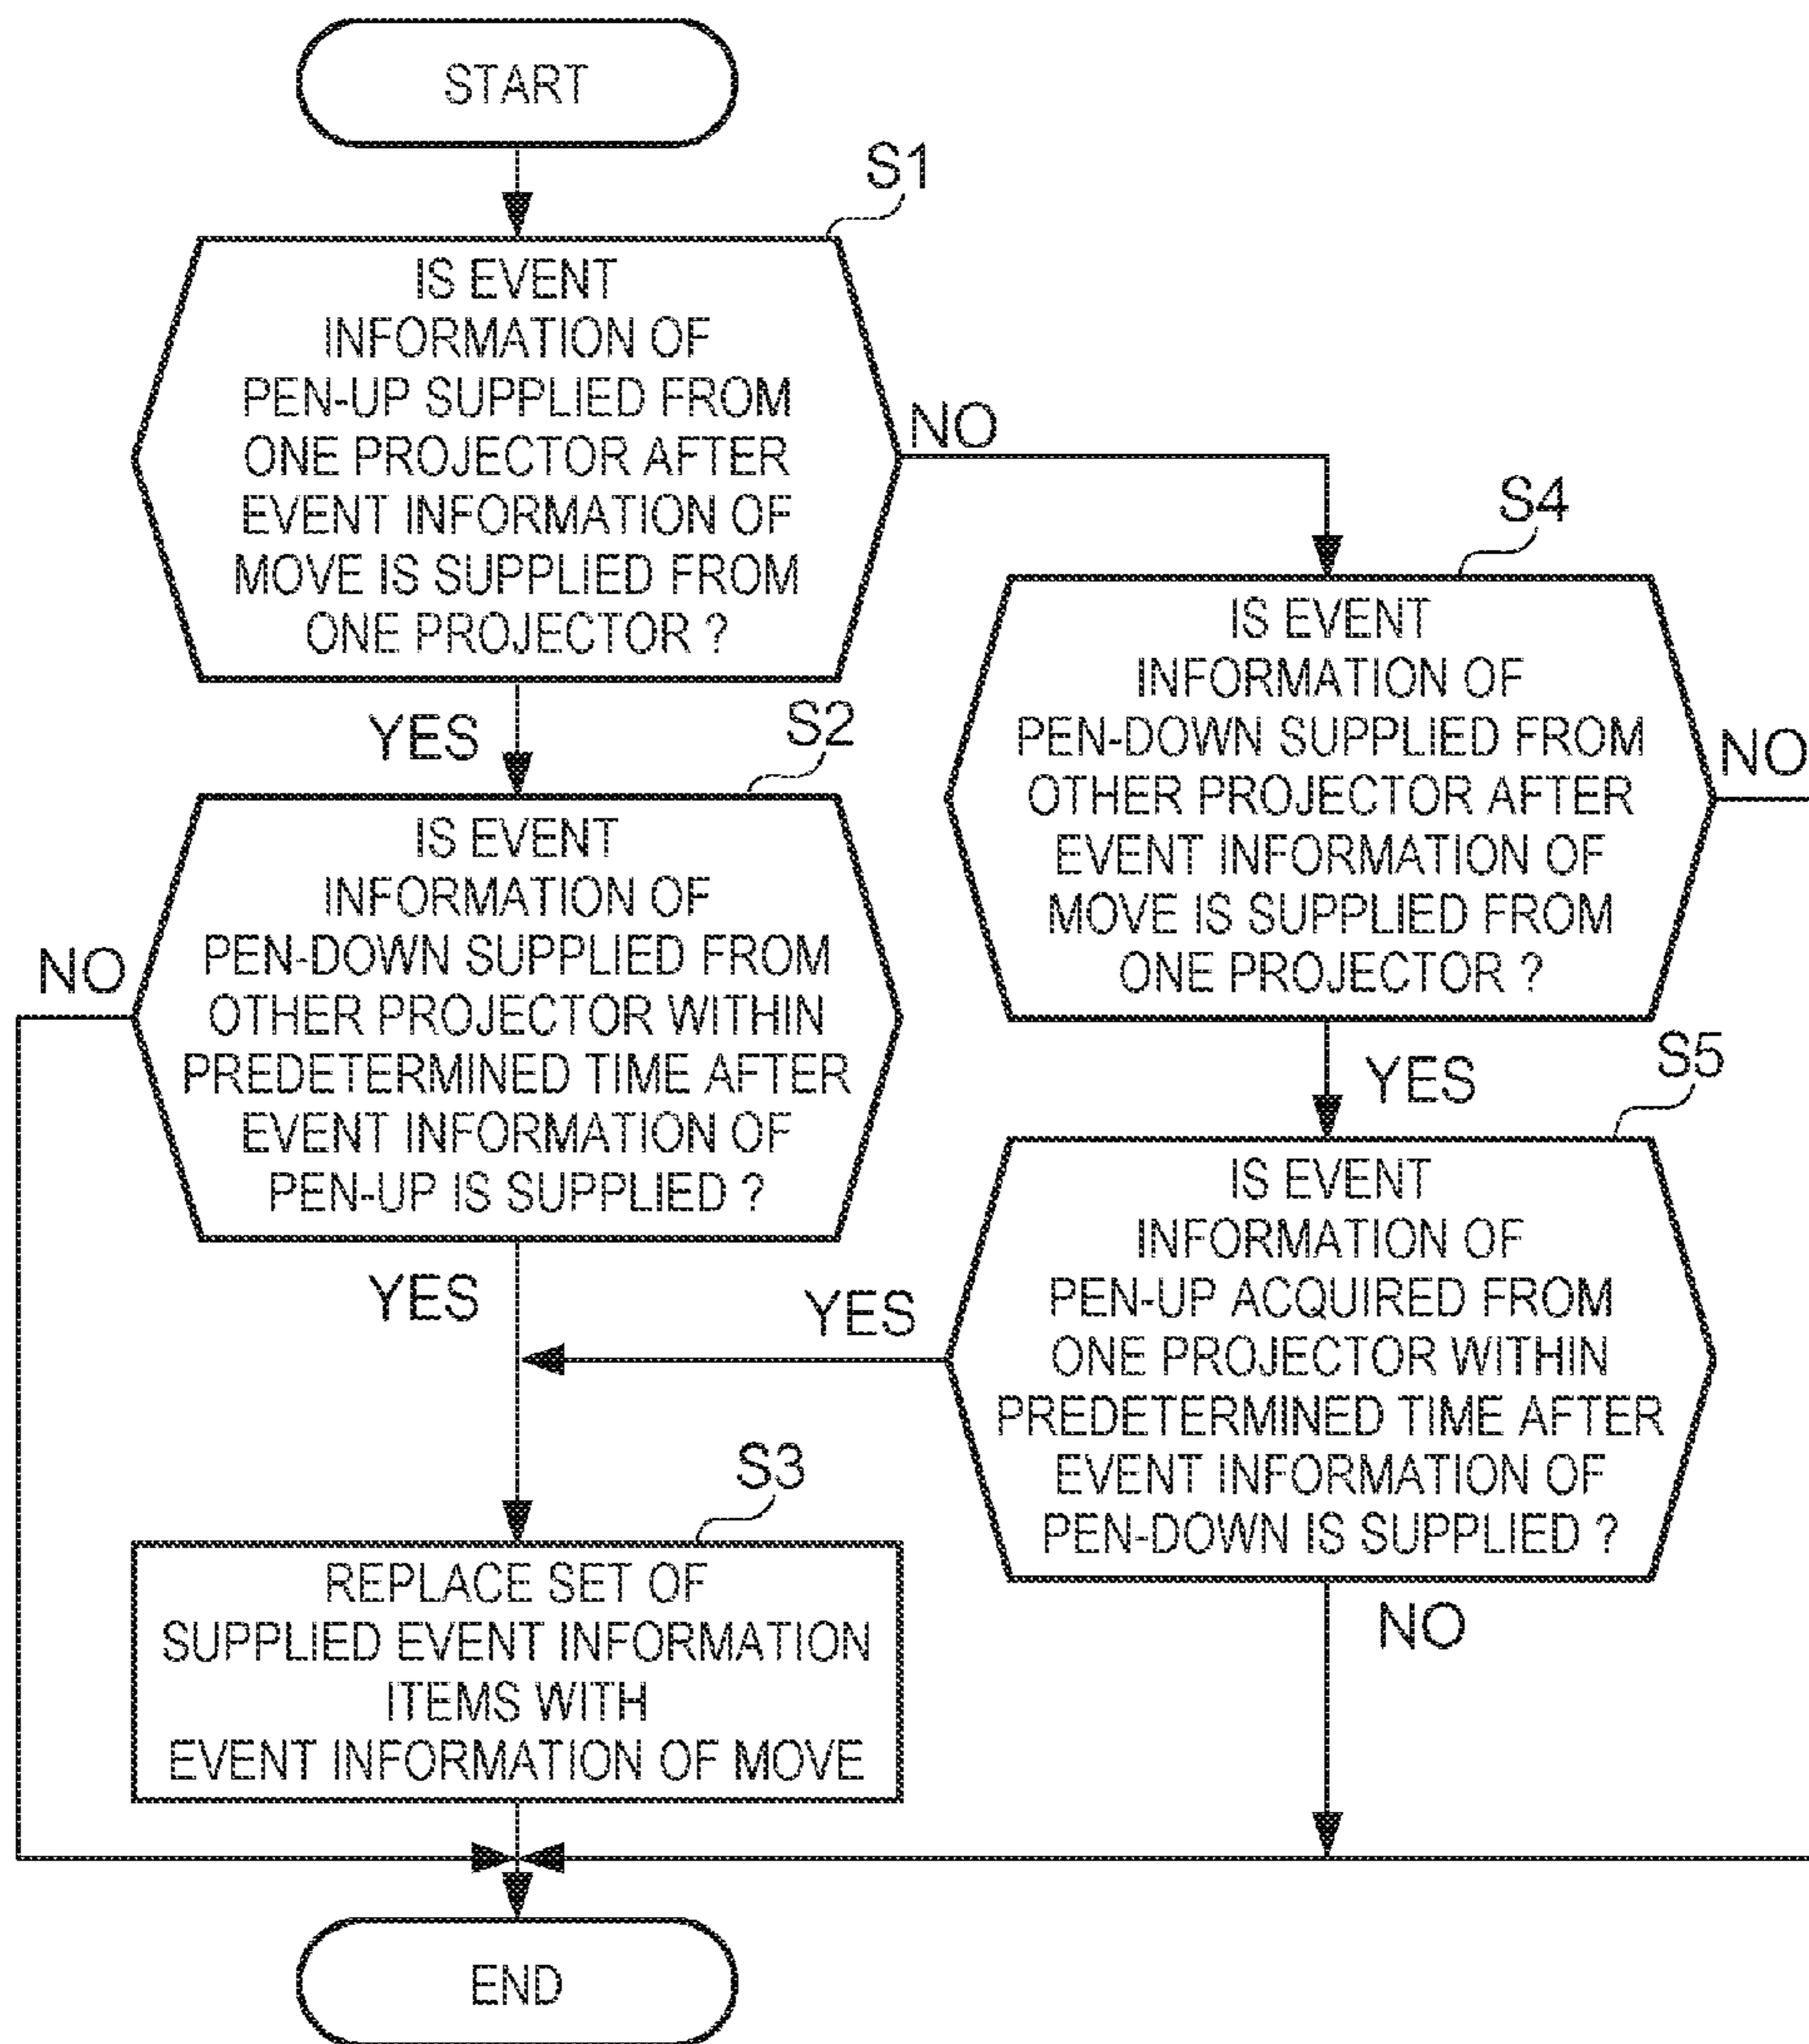 START
S1
IS EVENT
INFORMATION OF
PEN-UP SUPPLIED FROM
ONE PROJECTOR AFTER
EVENT INFORMATION OF
MOVE IS SUPPLIED FROM
ONE PROJECTOR ?
NO
YES
S2
IS EVENT
INFORMATION OF
PEN-DOWN SUPPLIED FROM
OTHER PROJECTOR WITHIN
PREDETERMINED TIME AFTER
EVENT INFORMATION OF
PEN-UP IS SUPPLIED ?
NO
YES
S3
REPLACE SET OF
SUPPLIED EVENT INFORMATION
ITEMS WITH
EVENT INFORMATION OF MOVE
S4
IS EVENT
INFORMATION OF
PEN-DOWN SUPPLIED FROM
OTHER PROJECTOR AFTER
EVENT INFORMATION OF
MOVE IS SUPPLIED FROM
ONE PROJECTOR ?
NO
YES
S5
IS EVENT
INFORMATION OF
PEN-UP ACQUIRED FROM
ONE PROJECTOR WITHIN
PREDETERMINED TIME AFTER
EVENT INFORMATION OF
PEN-DOWN IS SUPPLIED ?
YES
NO
END